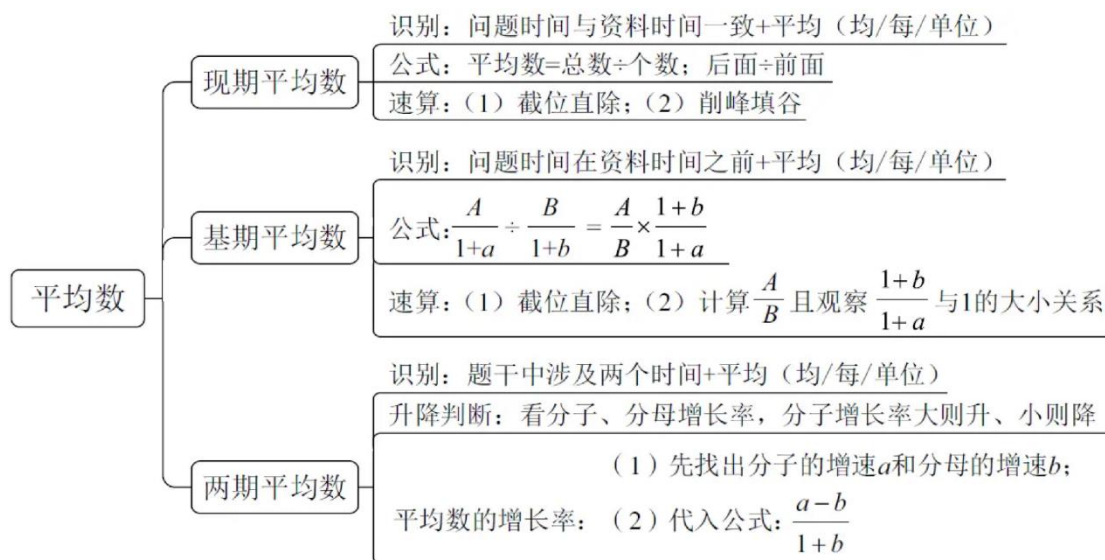 平均数
现期平均数
识别：问题时间与资料时间一致+平均（均/每/单位）
公式：平均数=总数÷个数；后面÷前面
速算：（1）截位直除；（2）削峰填谷
基期平均数
识别：问题时间在资料时间之前+平均（均/每/单位）
公式：A/(1+a) ÷ B/(1+b) = A/B × (1+b)/(1+a)
速算：（1）截位直除；（2）计算 A/B 且观察 (1+b)/(1+a) 与1的大小关系
两期平均数
识别：题干中涉及两个时间+平均（均/每/单位）
升降判断：看分子、分母增长率，分子增长率大则升、小则降
平均数的增长率：（1）先找出分子的增速a和分母的增速b；
（2）代入公式：(a−b)/(1+b)